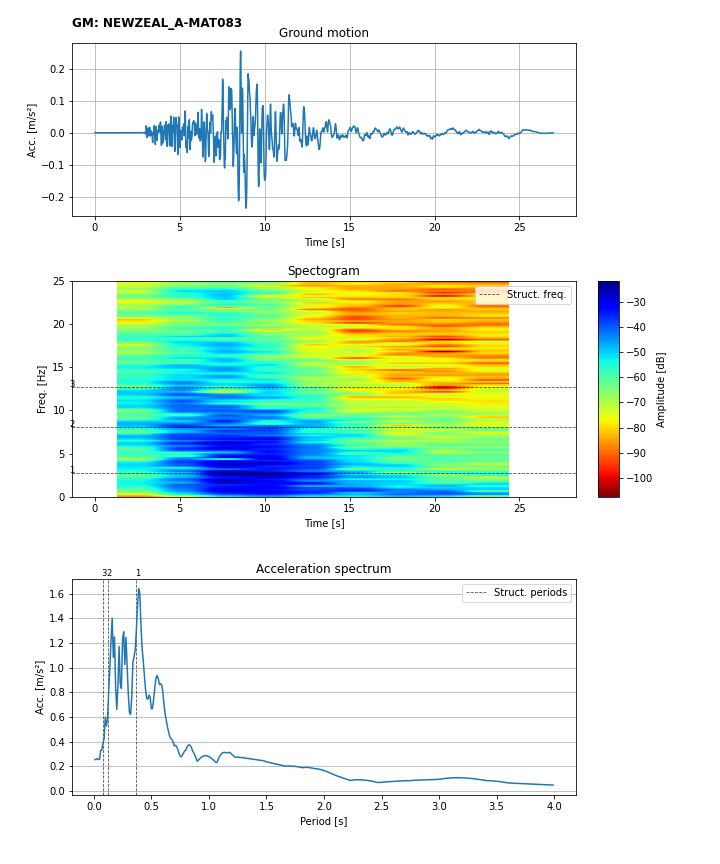 GM: NEWZEAL_A-MAT083
Ground motion
Acc. [m/s²]
0.2
0.1
0.0
−0.1
−0.2
0 5 10 15 20 25
Time [s]
Spectogram
Freq. [Hz]
25
20
15
10
5
0
3
2
1
Struct. freq.
0 5 10 15 20 25
Time [s]
−30
−40
−50
−60
−70
−80
−90
−100
Amplitude [dB]
Acceleration spectrum
32 1
Acc. [m/s²]
1.6
1.4
1.2
1.0
0.8
0.6
0.4
0.2
0.0
Struct. periods
0.0 0.5 1.0 1.5 2.0 2.5 3.0 3.5 4.0
Period [s]